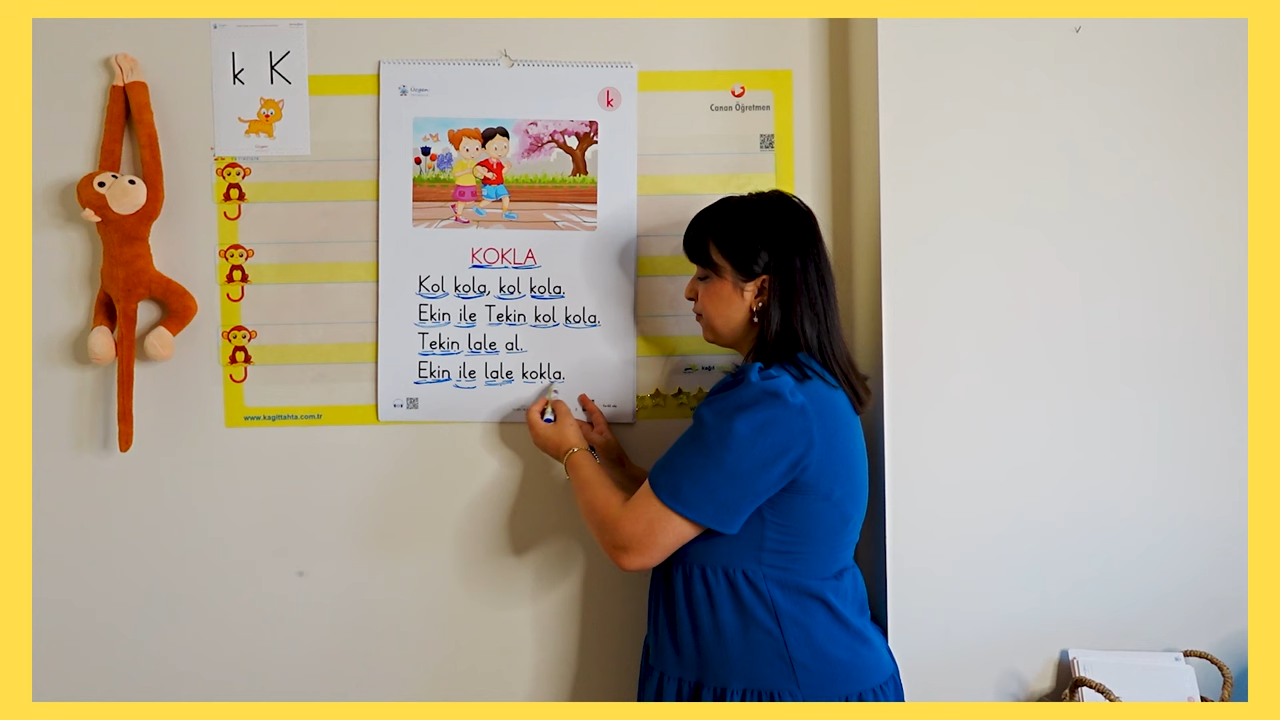 k K
k
Canan Öğretmen
KOKLA
Kol kola, kol kola.
Ekin ile Tekin kol kola.
Tekin lale al.
Ekin ile lale kokla.
kağıt
www.kagittahta.com.tr